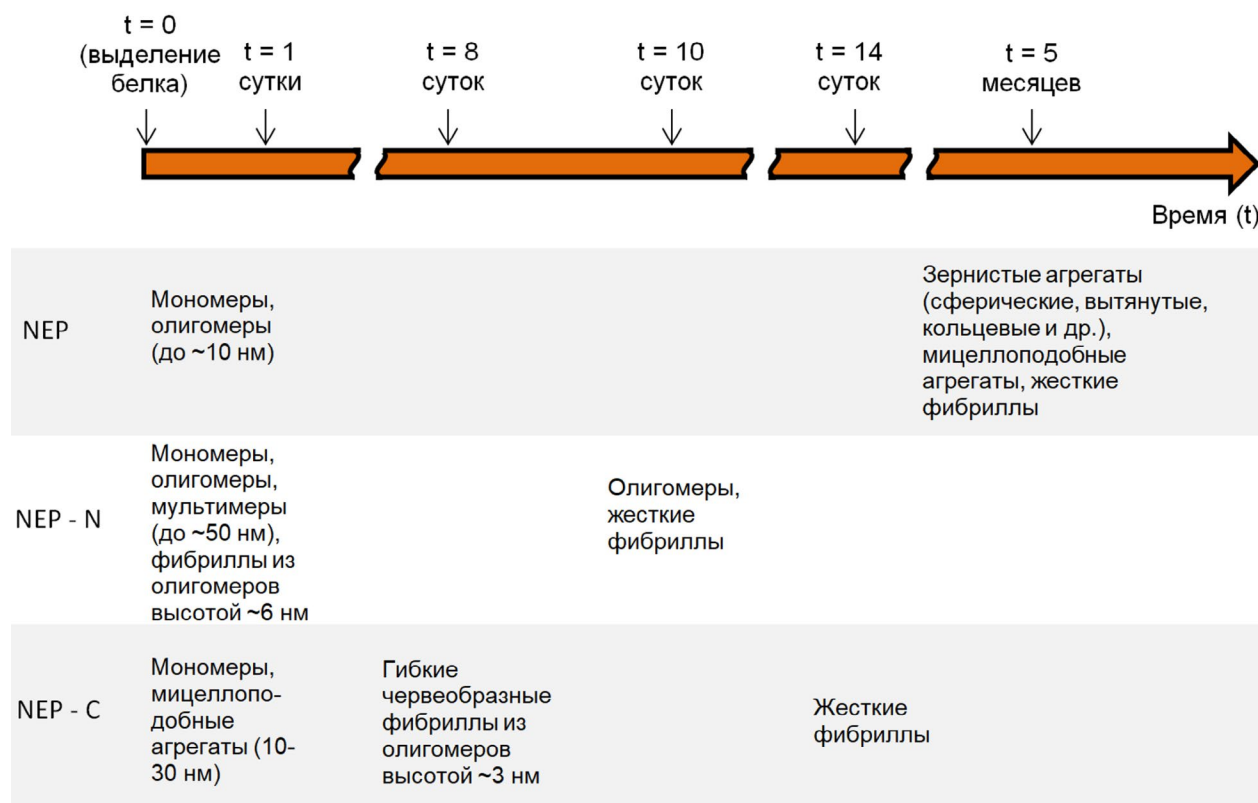 t = 0
(выделение
белка)
t = 1
сутки
t = 8
суток
t = 10
суток
t = 14
суток
t = 5
месяцев
Время (t)
NEP
Мономеры,
олигомеры
(до ~10 нм)
Зернистые агрегаты
(сферические, вытянутые,
кольцевые и др.),
мицеллоподобные
агрегаты, жесткие
фибриллы
NEP - N
Мономеры,
олигомеры,
мультимеры
(до ~50 нм),
фибриллы из
олигомеров
высотой ~6 нм
Олигомеры,
жесткие
фибриллы
NEP - C
Мономеры,
мицеллопо-
добные
агрегаты (10-
30 нм)
Гибкие
червеобразные
фибриллы из
олигомеров
высотой ~3 нм
Жесткие
фибриллы